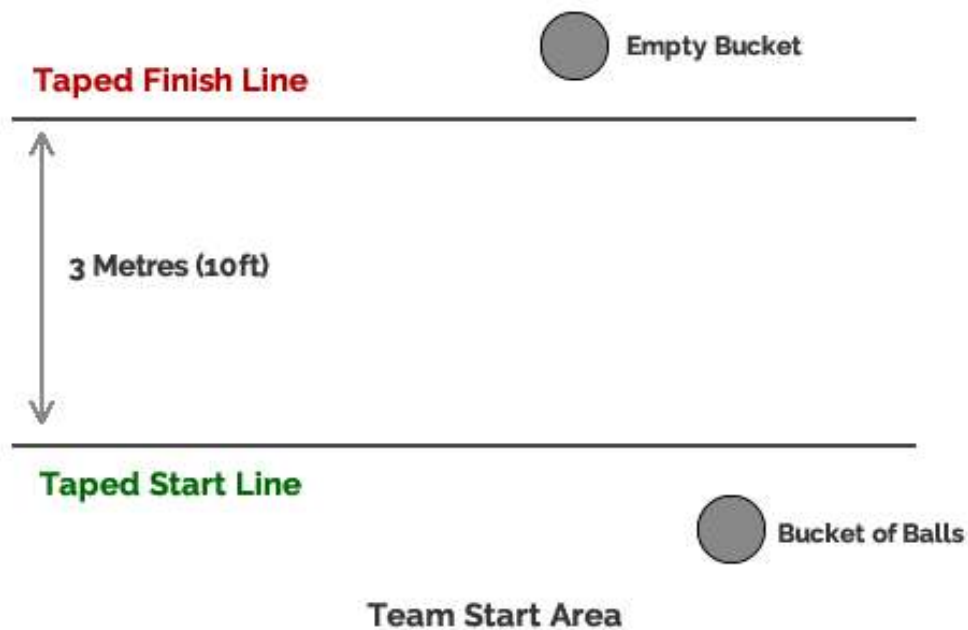 Empty Bucket
Taped Finish Line
3 Metres (10ft)
Taped Start Line
Bucket of Balls
Team Start Area